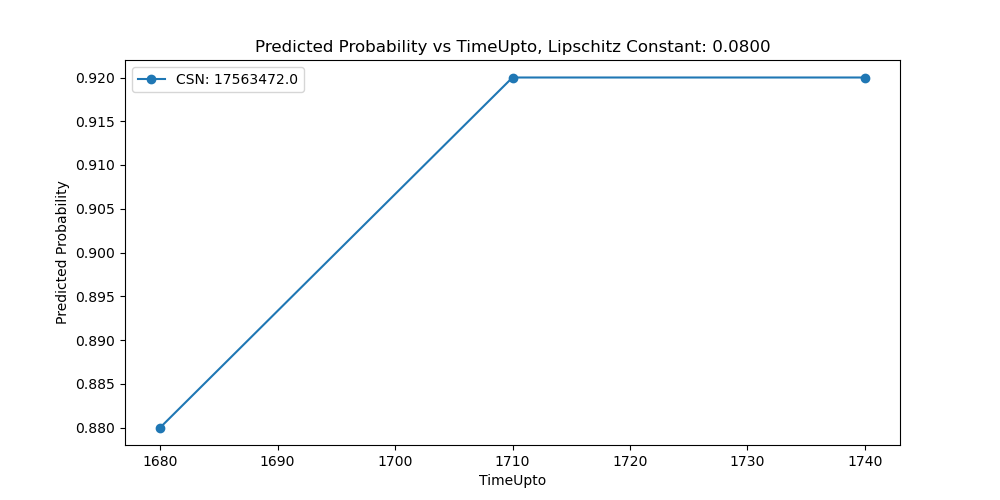 Predicted Probability vs TimeUpto, Lipschitz Constant: 0.0800
CSN: 17563472.0
0.920
0.915
0.910
0.905
0.900
0.895
0.890
0.885
0.880
Predicted Probability
1680 1690 1700 1710 1720 1730 1740
TimeUpto